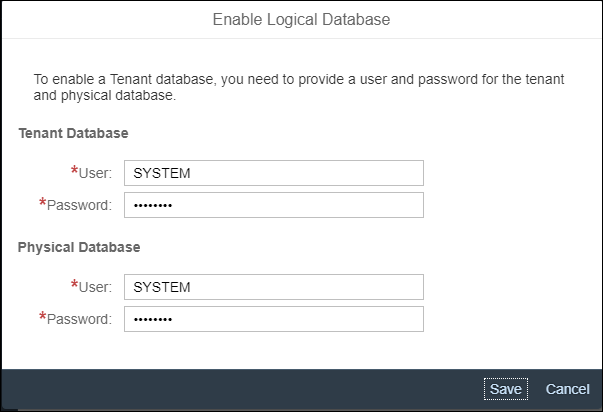 Enable Logical Database
To enable a Tenant database, you need to provide a user and password for the tenant
and physical database.
Tenant Database
*User: SYSTEM
*Password: ••••••••
Physical Database
*User: SYSTEM
*Password: ••••••••
Save Cancel